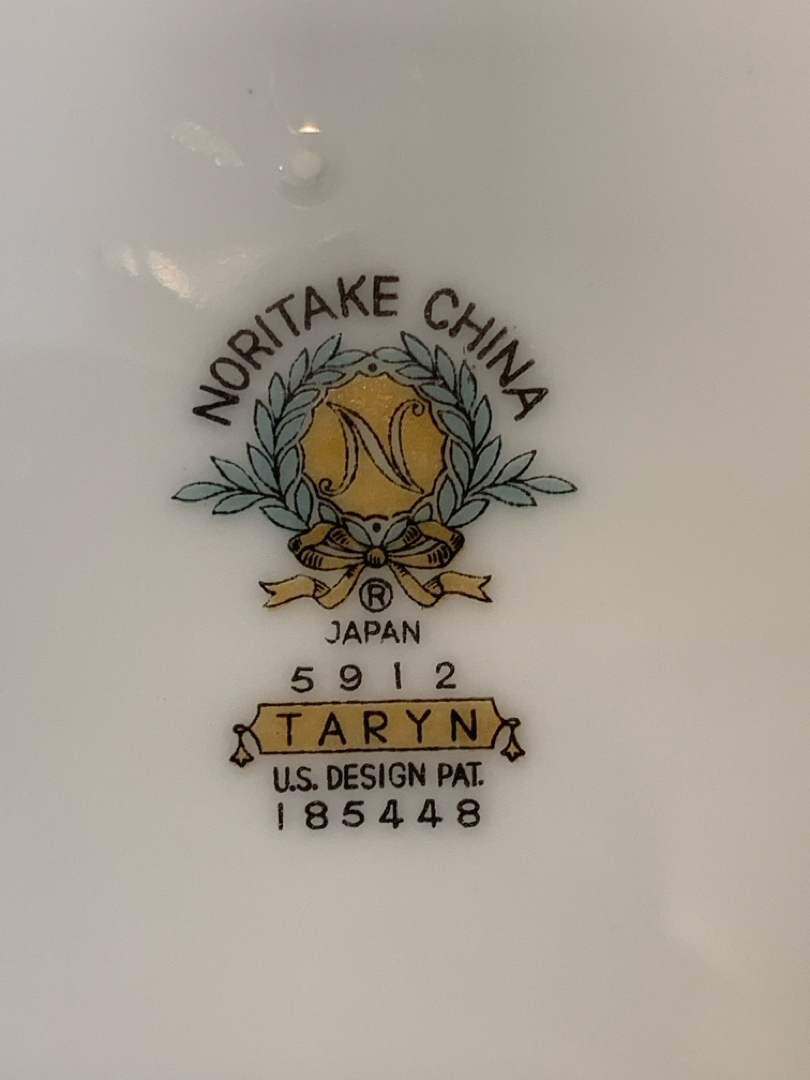 NORITAKE CHINA
N
®
JAPAN
5912
TARYN
U.S. DESIGN PAT.
185448